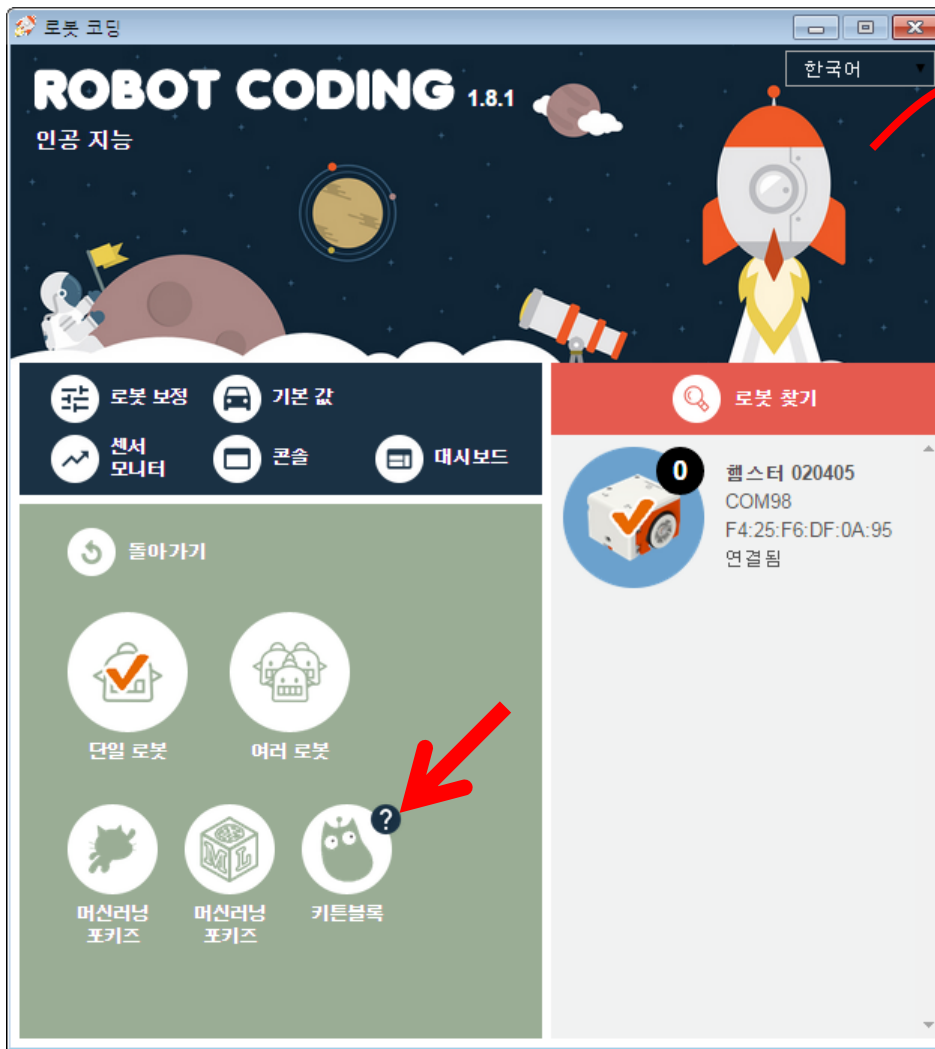 로봇 코딩
한국어
ROBOT CODING 1.8.1
인공 지능
로봇 보정
기본 값
센서
모니터
콘솔
대시보드
로봇 찾기
0
햄스터 020405
COM98
F4:25:F6:DF:0A:95
연결됨
돌아가기
단일 로봇
여러 로봇
?
M L
머신러닝
포키즈
머신러닝
포키즈
키튼블록